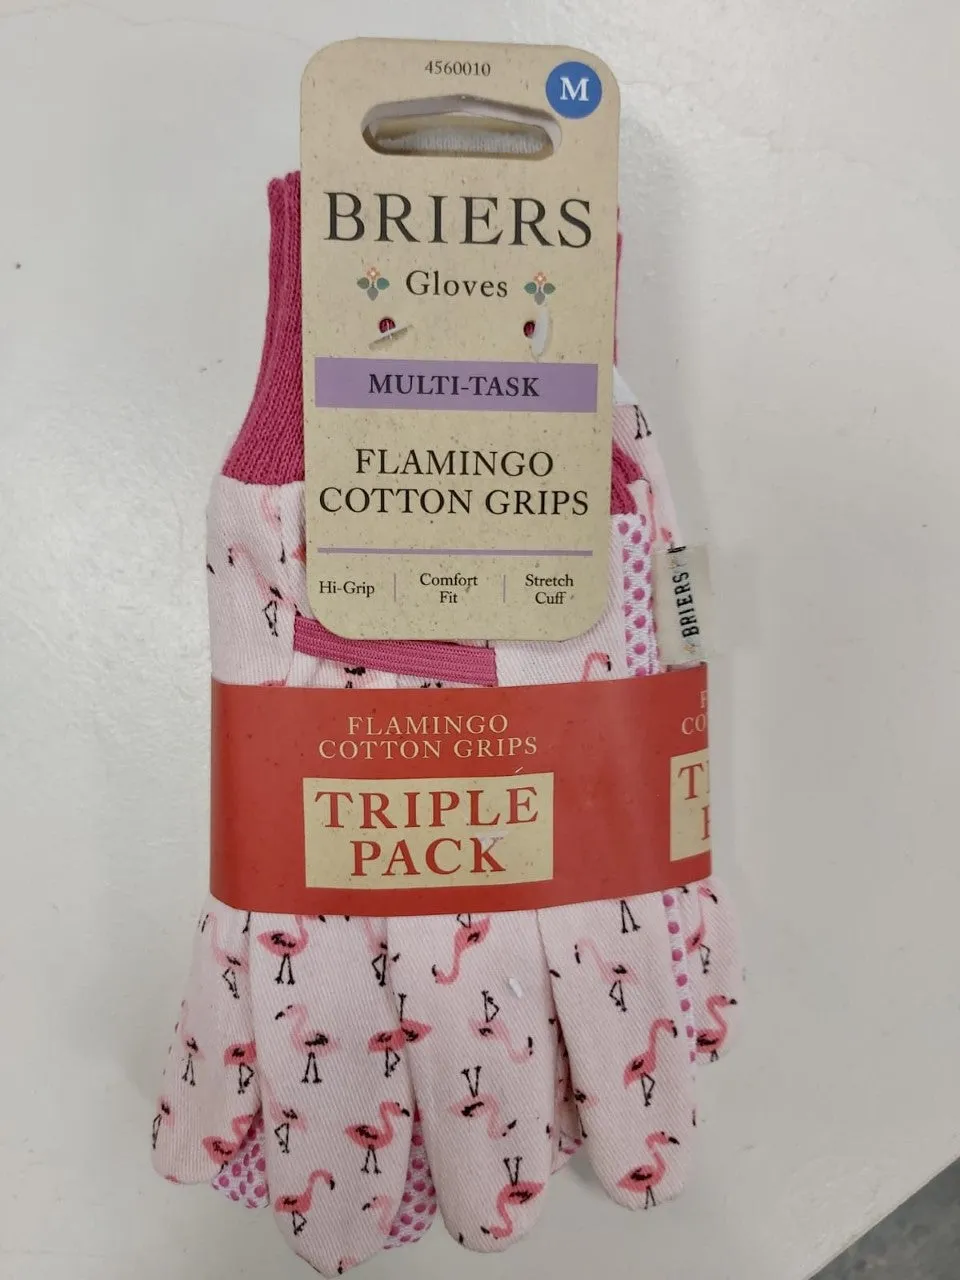 4560010
M
BRIERS
Gloves
MULTI-TASK
FLAMINGO
COTTON GRIPS
Hi-Grip
Comfort
Fit
Stretch
Cuff
BRIERS
FLAMINGO
COTTON GRIPS
TRIPLE
PACK
F
CO
T
P